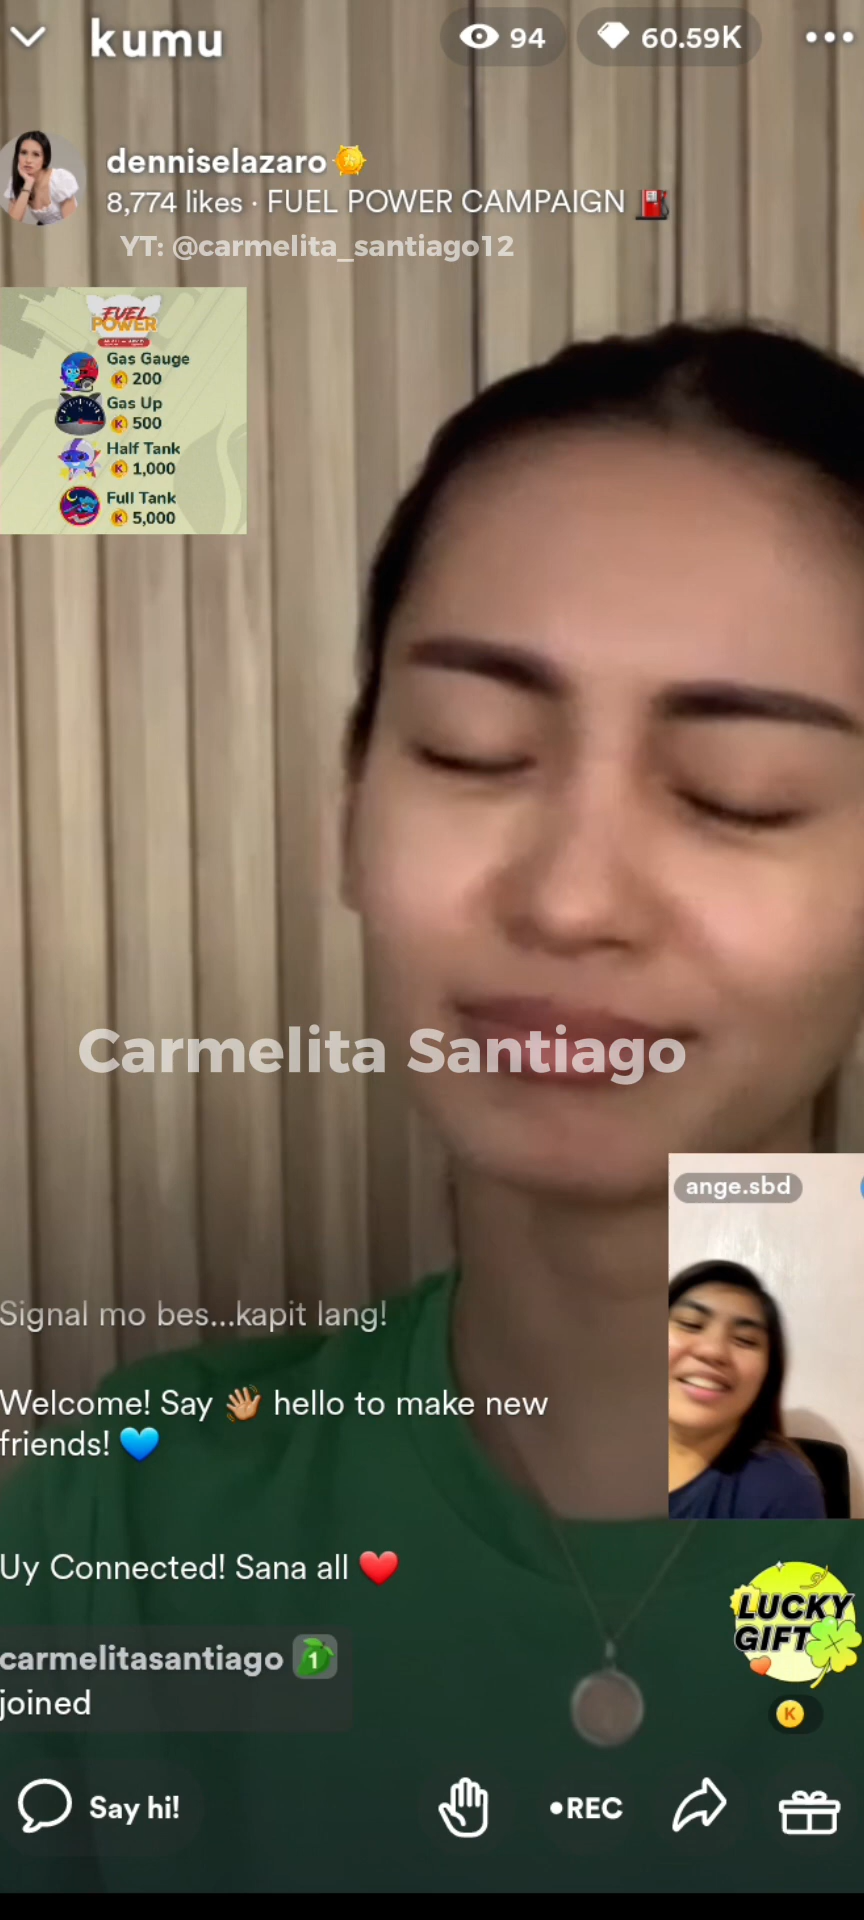 kumu
94
60.59K
denniselazaro
8,774 likes · FUEL POWER CAMPAIGN
YT: @carmelita_santiago12
FUEL
POWER
Gas Gauge
K 200
Gas Up
K 500
Half Tank
K 1,000
Full Tank
K 5,000
Carmelita Santiago
ange.sbd
Signal mo bes...kapit lang!
Welcome! Say 👋🏽 hello to make new
friends! 💙
Uy Connected! Sana all ❤️
LUCKY
GIFT
K
carmelitasantiago 1
joined
Say hi!
•REC